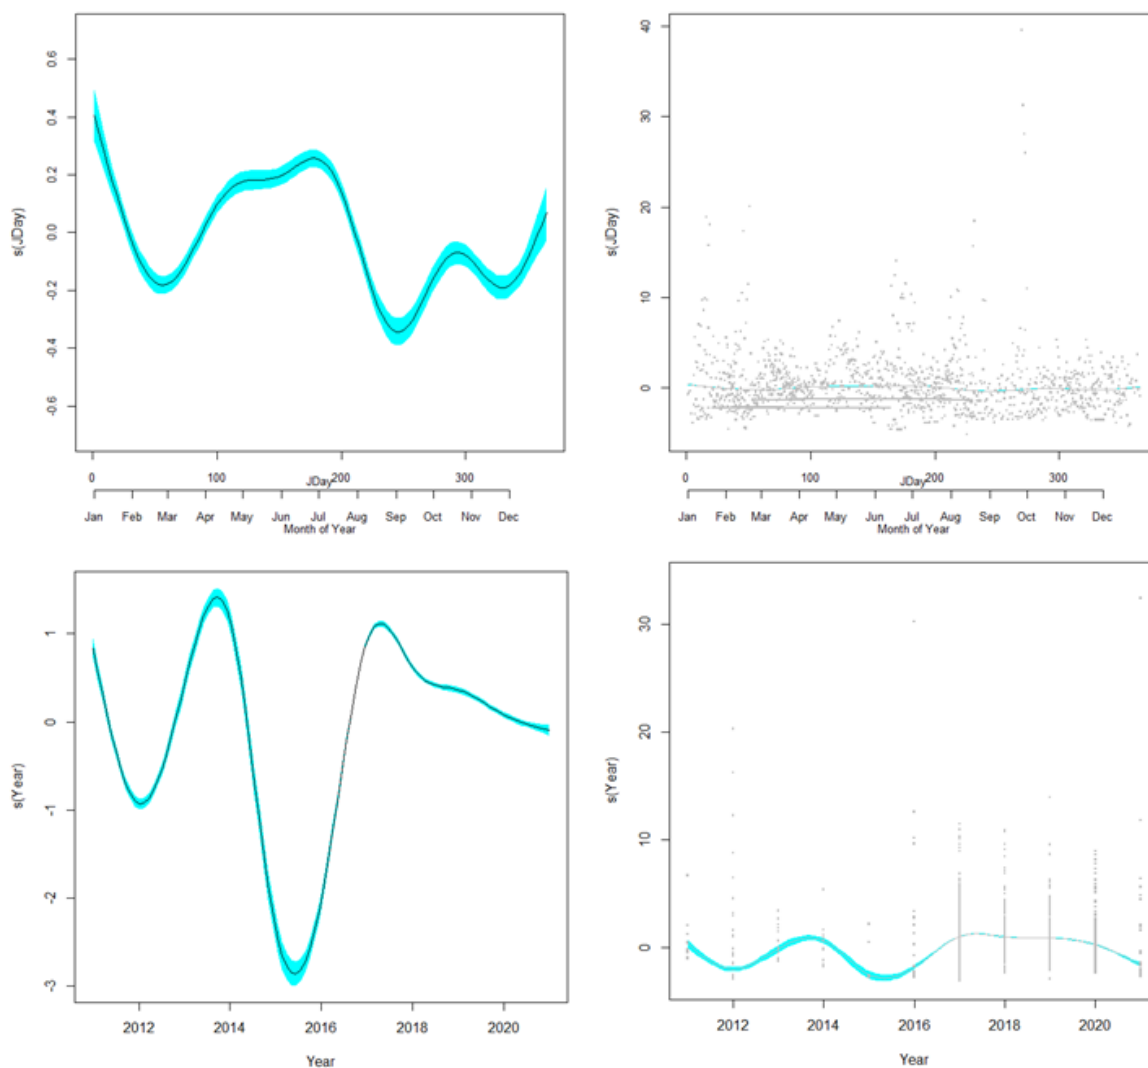 s(JDay)
0.6
0.4
0.2
0.0
-0.2
-0.4
-0.6
0 100 200 300
JDay
Jan Feb Mar Apr May Jun Jul Aug Sep Oct Nov Dec
Month of Year
s(JDay)
40
30
20
10
0
0 100 200 300
JDay
Jan Feb Mar Apr May Jun Jul Aug Sep Oct Nov Dec
Month of Year
s(Year)
1
0
-1
-2
-3
2012 2014 2016 2018 2020
Year
s(Year)
30
20
10
0
2012 2014 2016 2018 2020
Year